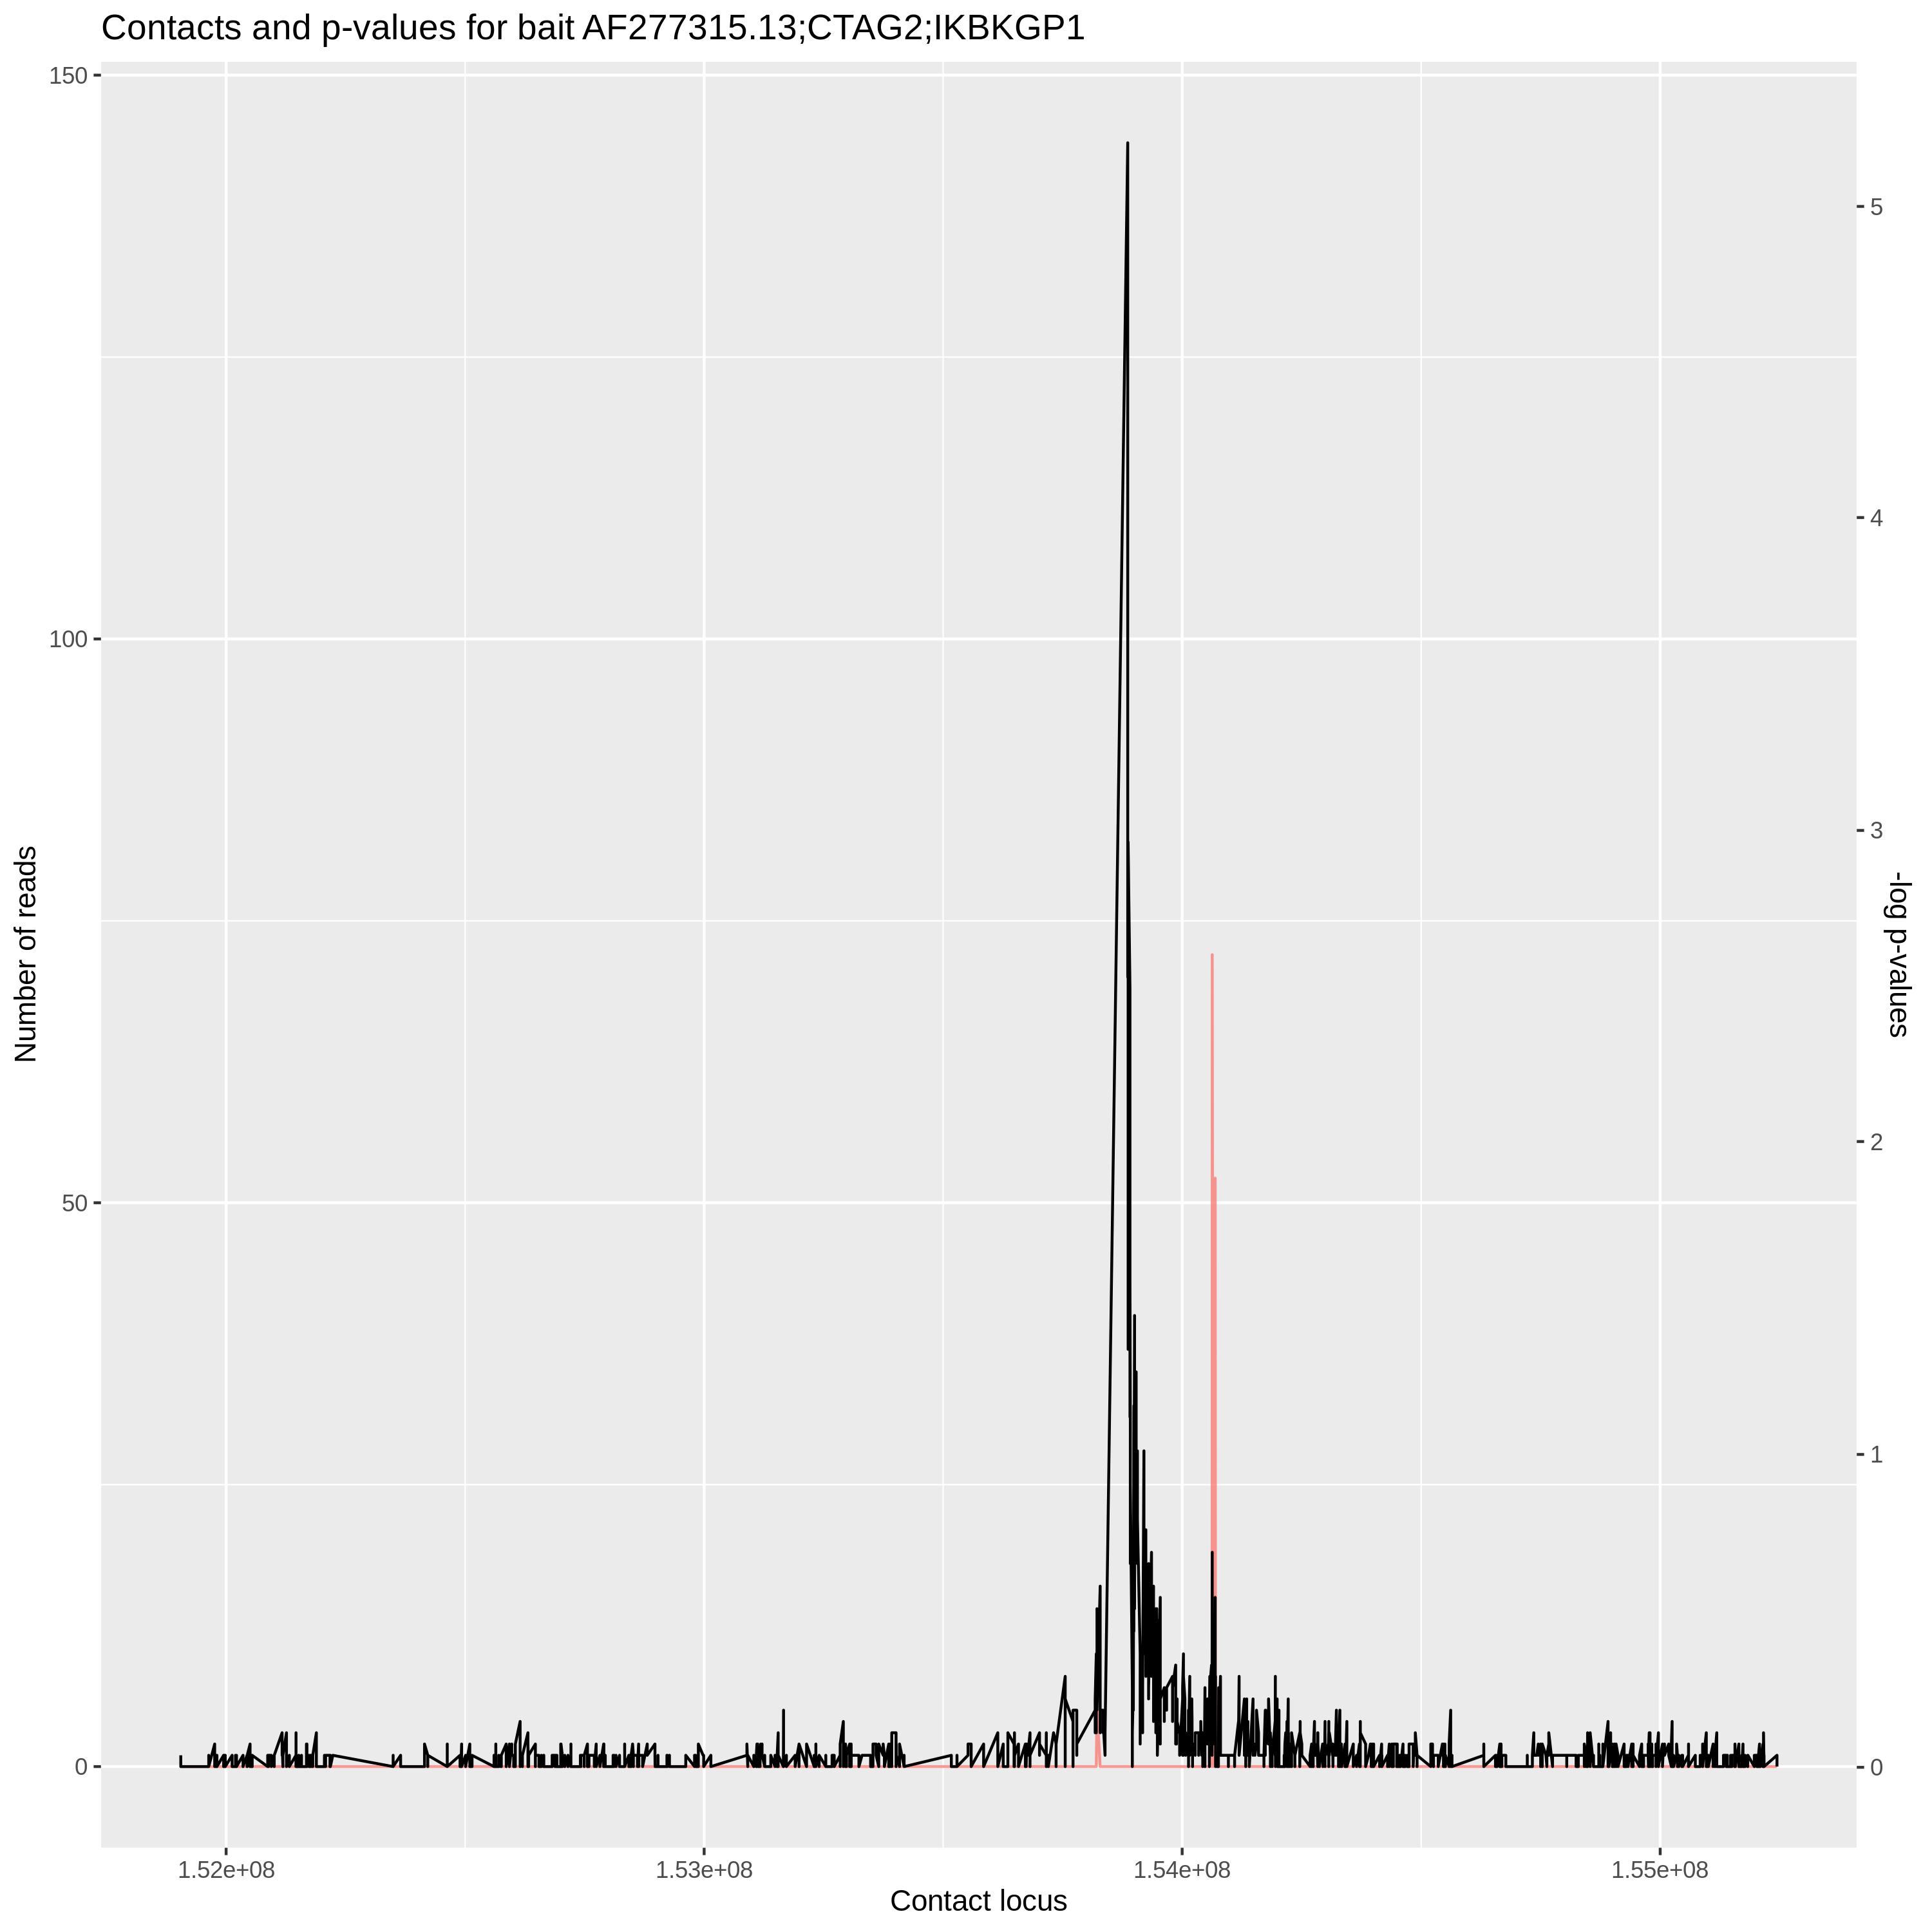 Contacts and p-values for bait AF277315.13;CTAG2;IKBKGP1
150
100
50
0
Number of reads
5
4
3
2
1
0
-log p-values
1.52e+08
1.53e+08
1.54e+08
1.55e+08
Contact locus